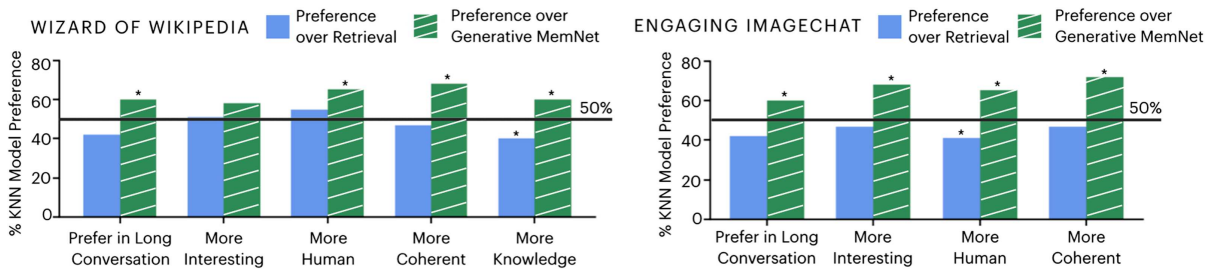 WIZARD OF WIKIPEDIA
Preference
over Retrieval
Preference over
Generative MemNet
% KNN Model Preference
80
60
40
20
0
50%
*
*
*
*
*
Prefer in Long
Conversation
More
Interesting
More
Human
More
Coherent
More
Knowledge
ENGAGING IMAGECHAT
Preference
over Retrieval
Preference over
Generative MemNet
% KNN Model Preference
80
60
40
20
0
50%
*
*
*
*
*
Prefer in Long
Conversation
More
Interesting
More
Human
More
Coherent